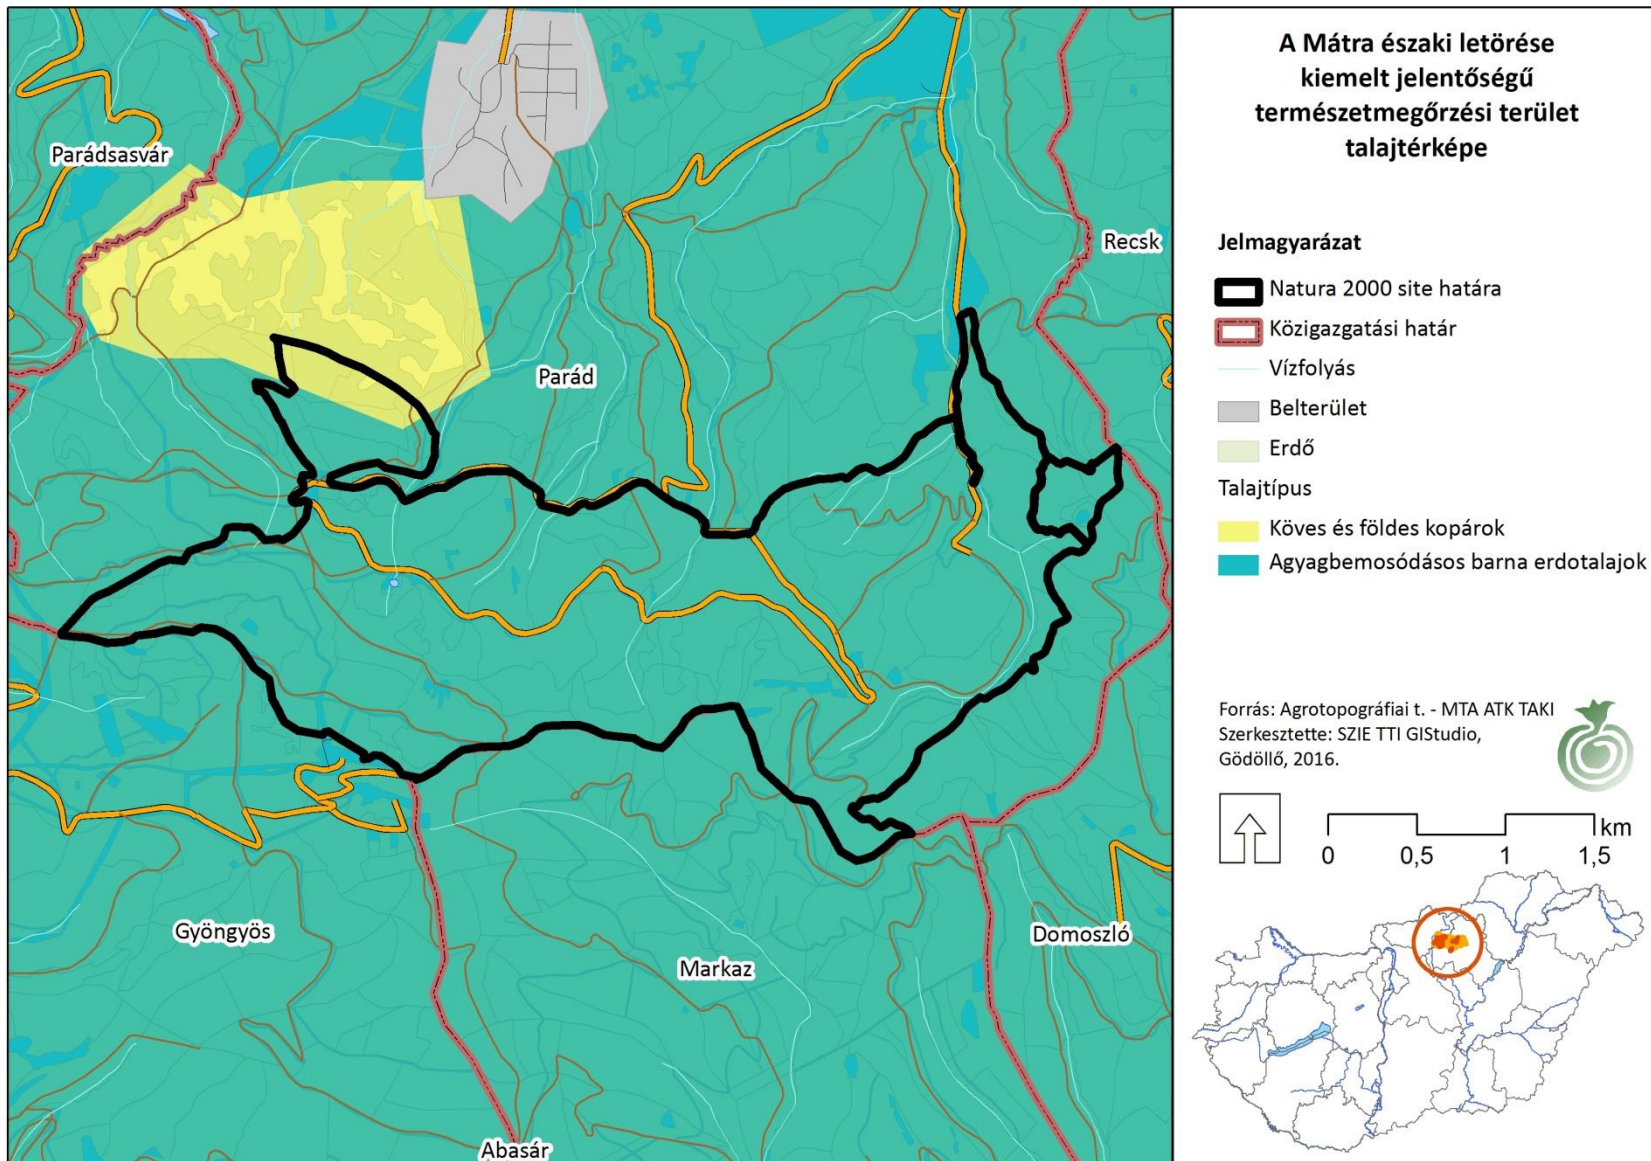 A Mátra északi letörése
kiemelt jelentőségű
természetmegőrzési terület
talajtérképe
Parádsasvár
Recsk
Parád
Gyöngyös
Markaz
Domoszló
Abasár
Jelmagyarázat
Natura 2000 site határa
Közigazgatási határ
Vízfolyás
Belterület
Erdő
Talajtípus
Köves és földes kopárok
Agyagbemosódásos barna erdotalajok
Forrás: Agrotopográfiai t. - MTA ATK TAKI
Szerkesztette: SZIE TTI GIStudio,
Gödöllő, 2016.
km
0 0,5 1 1,5